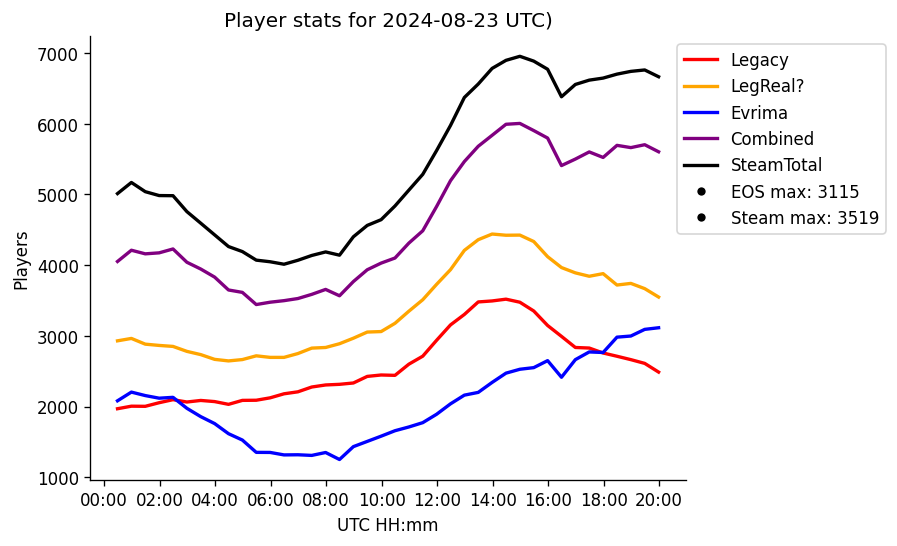 Player stats for 2024-08-23 UTC)
7000
6000
5000
4000
3000
2000
1000
Players
00:00 02:00 04:00 06:00 08:00 10:00 12:00 14:00 16:00 18:00 20:00
UTC HH:mm
Legacy
LegReal?
Evrima
Combined
SteamTotal
EOS max: 3115
Steam max: 3519